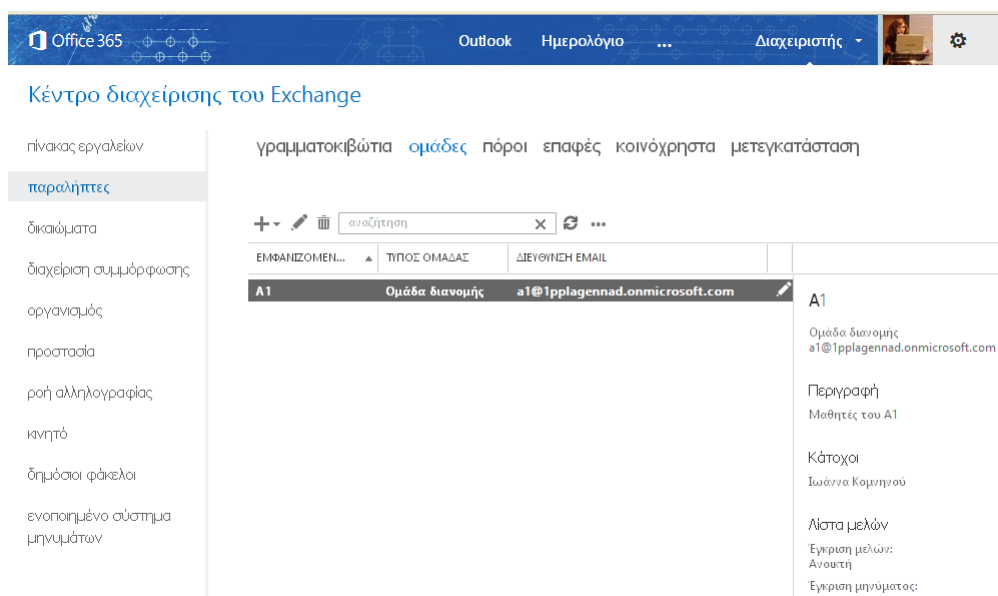 Office 365
Outlook Ημερολόγιο ... Διαχειριστής
Κέντρο διαχείρισης του Exchange
πίνακας εργαλείων
παραλήπτες
δικαιώματα
διαχείριση συμμόρφωσης
οργανισμός
προστασία
ροή αλληλογραφίας
κινητό
δημόσιοι φάκελοι
ενοποιημένο σύστημα
μηνυμάτων
γραμματοκιβώτια ομάδες πόροι επαφές κοινόχρηστα μετεγκατάσταση
αναζήτηση
ΕΜΦΑΝΙΖΟΜΕΝ... ΤΥΠΟΣ ΟΜΑΔΑΣ ΔΙΕΥΘΥΝΣΗ EMAIL
A1 Ομάδα διανομής a1@1pplagennad.onmicrosoft.com
A1
Ομάδα διανομής
a1@1pplagennad.onmicrosoft.com
Περιγραφή
Μαθητές του A1
Κάτοχοι
Ιωάννα Κομνηνού
Λίστα μελών
Έγκριση μελών:
Ανοικτή
Έγκριση μηνύματος: